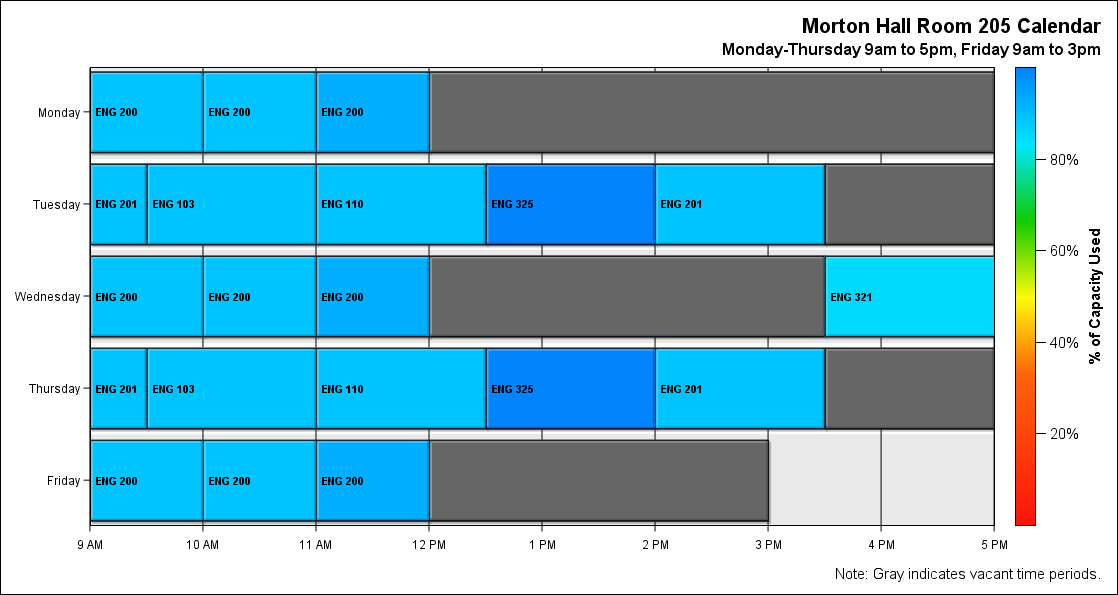 Morton Hall Room 205 Calendar
Monday-Thursday 9am to 5pm, Friday 9am to 3pm
Monday ENG 200 ENG 200 ENG 200
80%
Tuesday ENG 201 ENG 103 ENG 110 ENG 325 ENG 201
60%
% of Capacity Used
Wednesday ENG 200 ENG 200 ENG 200 ENG 321
40%
Thursday ENG 201 ENG 103 ENG 110 ENG 325 ENG 201
20%
Friday ENG 200 ENG 200 ENG 200
9 AM 10 AM 11 AM 12 PM 1 PM 2 PM 3 PM 4 PM 5 PM
Note: Gray indicates vacant time periods.